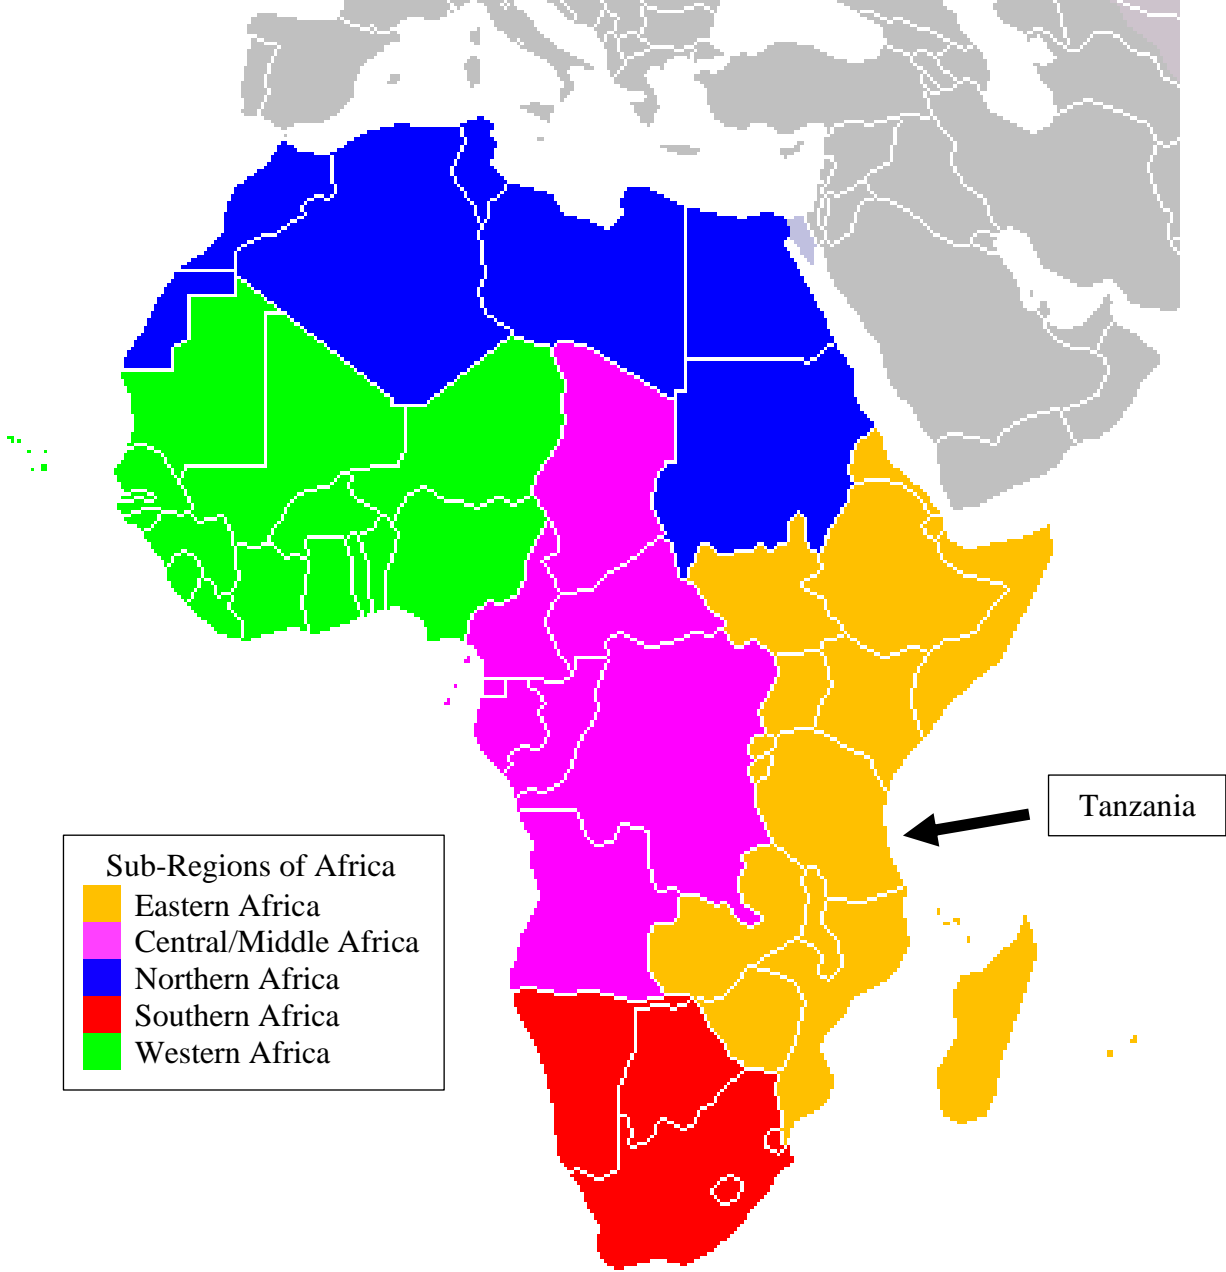 Tanzania
Sub-Regions of Africa
Eastern Africa
Central/Middle Africa
Northern Africa
Southern Africa
Western Africa